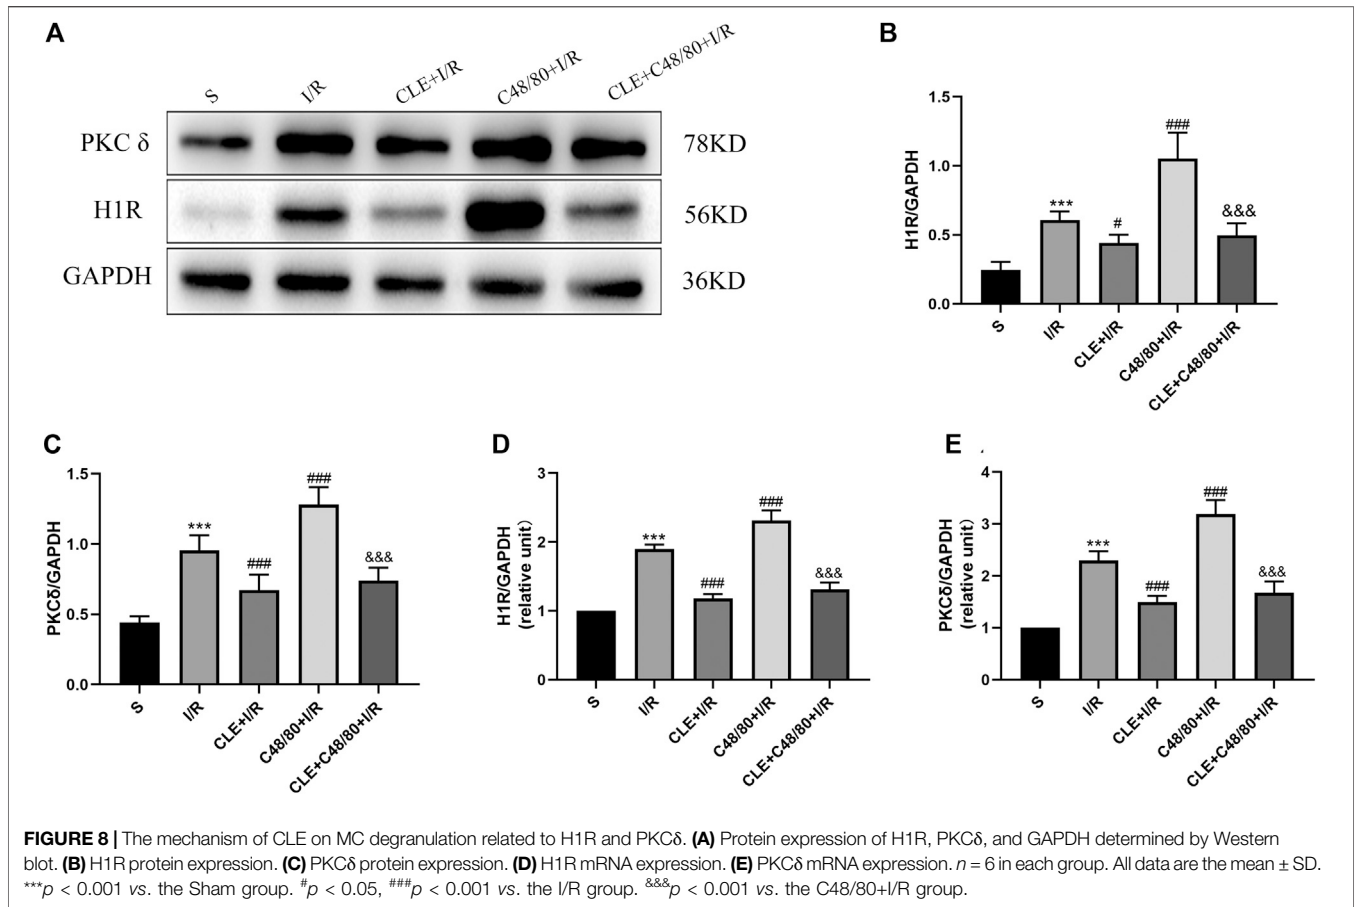 A
S
I/R
CLE+I/R
C48/80+I/R
CLE+C48/80+I/R
PKC δ
78KD
H1R
56KD
GAPDH
36KD
B
H1R/GAPDH
1.5
1.0
0.5
0.0
***
#
###
&&&
S
I/R
CLE+I/R
C48/80+I/R
CLE+C48/80+I/R
C
PKCδ/GAPDH
1.5
1.0
0.5
0.0
***
###
###
&&&
S
I/R
CLE+I/R
C48/80+I/R
CLE+C48/80+I/R
D
H1R/GAPDH
(relative unit)
3
2
1
0
***
###
###
&&&
S
I/R
CLE+I/R
C48/80+I/R
CLE+C48/80+I/R
E
PKCδ/GAPDH
(relative unit)
4
3
2
1
0
***
###
###
&&&
S
I/R
CLE+I/R
C48/80+I/R
CLE+C48/80+I/R
FIGURE 8 | The mechanism of CLE on MC degranulation related to H1R and PKCδ. (A) Protein expression of H1R, PKCδ, and GAPDH determined by Western
blot. (B) H1R protein expression. (C) PKCδ protein expression. (D) H1R mRNA expression. (E) PKCδ mRNA expression. n = 6 in each group. All data are the mean ± SD.
***p < 0.001 vs. the Sham group. #p < 0.05, ###p < 0.001 vs. the I/R group. &&&p < 0.001 vs. the C48/80+I/R group.